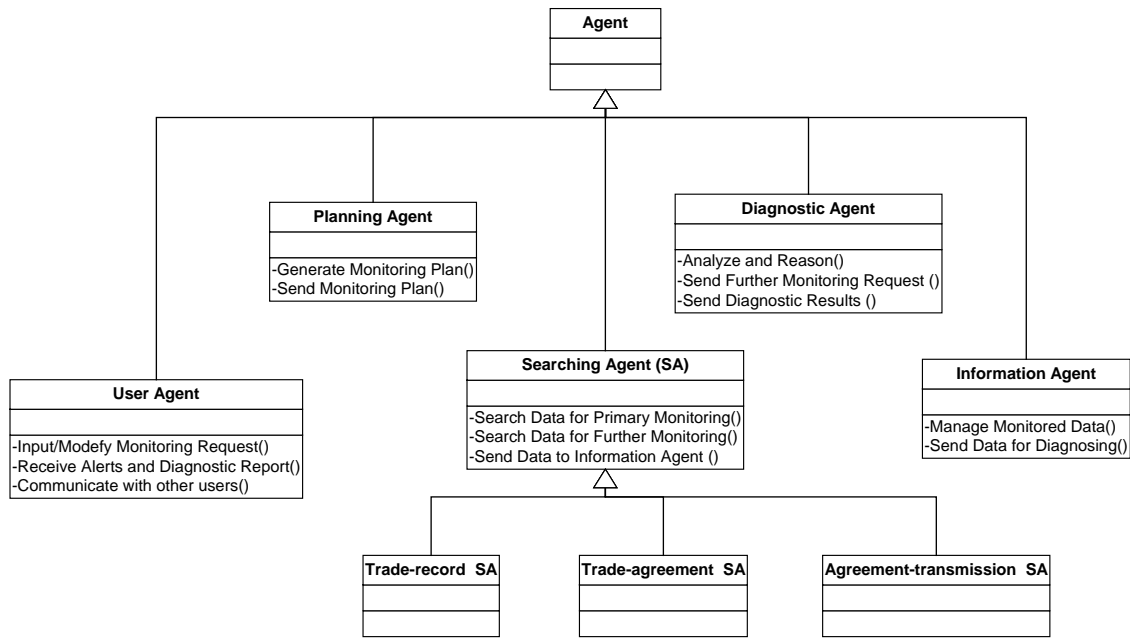 Agent
Planning Agent
-Generate Monitoring Plan()
-Send Monitoring Plan()
Diagnostic Agent
-Analyze and Reason()
-Send Further Monitoring Request ()
-Send Diagnostic Results ()
User Agent
-Input/Modefy Monitoring Request()
-Receive Alerts and Diagnostic Report()
-Communicate with other users()
Searching Agent (SA)
-Search Data for Primary Monitoring()
-Search Data for Further Monitoring()
-Send Data to Information Agent ()
Information Agent
-Manage Monitored Data()
-Send Data for Diagnosing()
Trade-record SA
Trade-agreement SA
Agreement-transmission SA